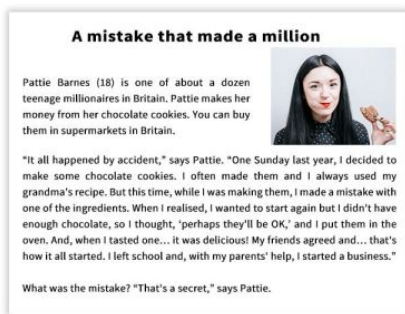 A mistake that made a million
Pattie Barnes (18) is one of about a dozen
teenage millionaires in Britain. Pattie makes her
money from her chocolate cookies. You can buy
them in supermarkets in Britain.
“It all happened by accident,” says Pattie. “One Sunday last year, I decided to
make some chocolate cookies. I often made them and I always used my
grandma's recipe. But this time, while I was making them, I made a mistake with
one of the ingredients. When I realised, I wanted to start again but I didn't have
enough chocolate, so I thought, ‘perhaps they'll be OK,’ and I put them in the
oven. And, when I tasted one... it was delicious! My friends agreed and... that's
how it all started. I left school and, with my parents' help, I started a business.”
What was the mistake? “That's a secret,” says Pattie.